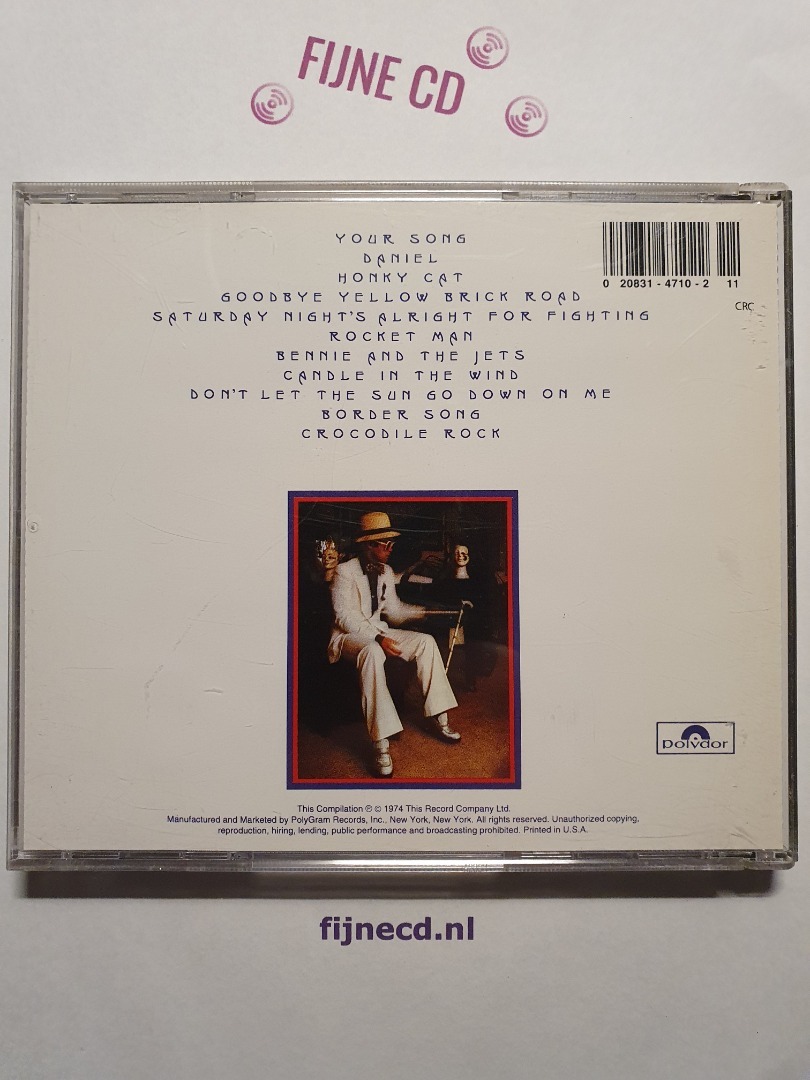 FIJNE CD
YOUR SONG
DANIEL
HONKY CAT
GOODBYE YELLOW BRICK ROAD
SATURDAY NIGHT'S ALRIGHT FOR FIGHTING
ROCKET MAN
BENNIE AND THE JETS
CANDLE IN THE WIND
DON'T LET THE SUN GO DOWN ON ME
BORDER SONG
CROCODILE ROCK
0 20831-4710-2 11
CRC
polydor
This Compilation ℗ © 1974 This Record Company Ltd.
Manufactured and Marketed by PolyGram Records, Inc., New York, New York. All rights reserved. Unauthorized copying,
reproduction, hiring, lending, public performance and broadcasting prohibited. Printed in U.S.A.
fijnecd.nl